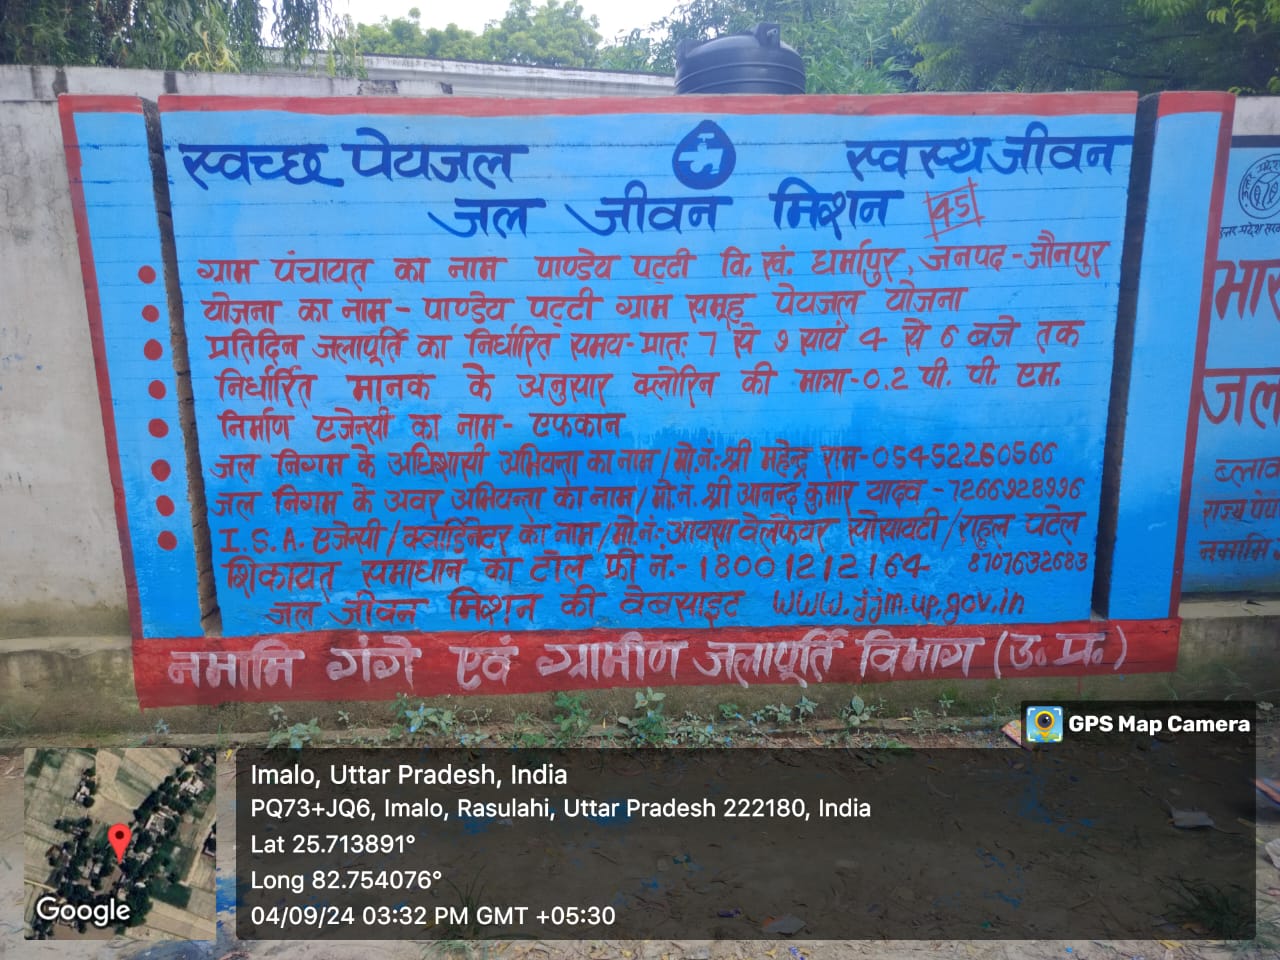 स्वच्छ पेयजल स्वस्थ जीवन
जल जीवन मिशन 45
ग्राम पंचायत का नाम पाण्डेय पट्टी वि. खं. धर्मापुर, जनपद - जौनपुर
योजना का नाम - पाण्डेय पट्टी ग्राम समूह पेयजल योजना
प्रतिदिन जलापूर्ति का निर्धारित समय - प्रातः 7 से 9 सायं 4 से 6 बजे तक
निर्धारित मानक के अनुसार क्लोरिन की मात्रा - 0.2 पी. पी. एम.
निर्माण एजेन्सी का नाम - एफकान
जल निगम के अधिशासी अभियन्ता का नाम / मो. नं.: श्री महेन्द्र राम - 05452260566
जल निगम के अवर अभियन्ता का नाम / मो. नं. श्री आनन्द कुमार यादव - 7266928996
I. S. A. एजेन्सी / क्वार्डिनेटर का नाम / मो. नं: आयसा वेलफेयर सोसायटी / राहुल पटेल
शिकायत समाधान का टॉल फ्री नं. - 18001212164 8707632683
जल जीवन मिशन की वेबसाइट www.jjm.up.gov.in
नमामि गंगे एवं ग्रामीण जलापूर्ति विभाग (उ. प्र.)
जल
राज्य पेय
नमामि
GPS Map Camera
Imalo, Uttar Pradesh, India
PQ73+JQ6, Imalo, Rasulahi, Uttar Pradesh 222180, India
Lat 25.713891°
Long 82.754076°
04/09/24 03:32 PM GMT +05:30
Google